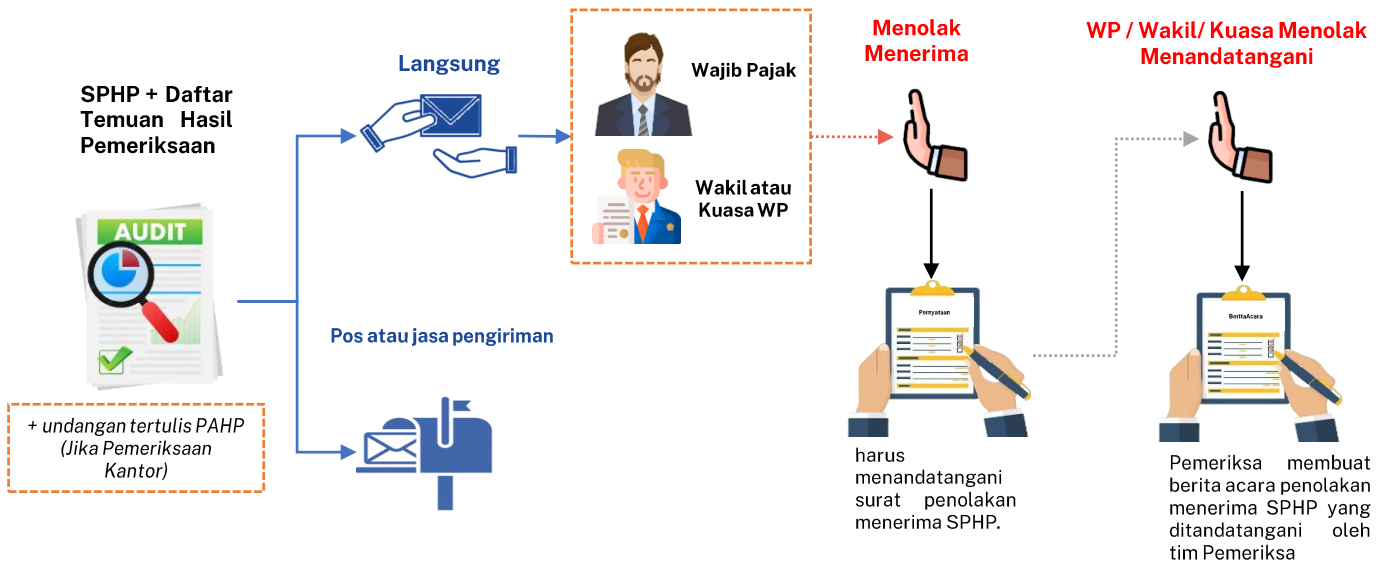 SPHP + Daftar
Temuan Hasil
Pemeriksaan
AUDIT
+ undangan tertulis PAHP
(Jika Pemeriksaan
Kantor)
Langsung
Pos atau jasa pengiriman
Wajib Pajak
Wakil atau
Kuasa WP
Menolak
Menerima
Pernyataan
harus
menandatangani
surat penolakan
menerima SPHP.
WP / Wakil/ Kuasa Menolak
Menandatangani
BeritaAcara
Pemeriksa membuat
berita acara penolakan
menerima SPHP yang
ditandatangani oleh
tim Pemeriksa